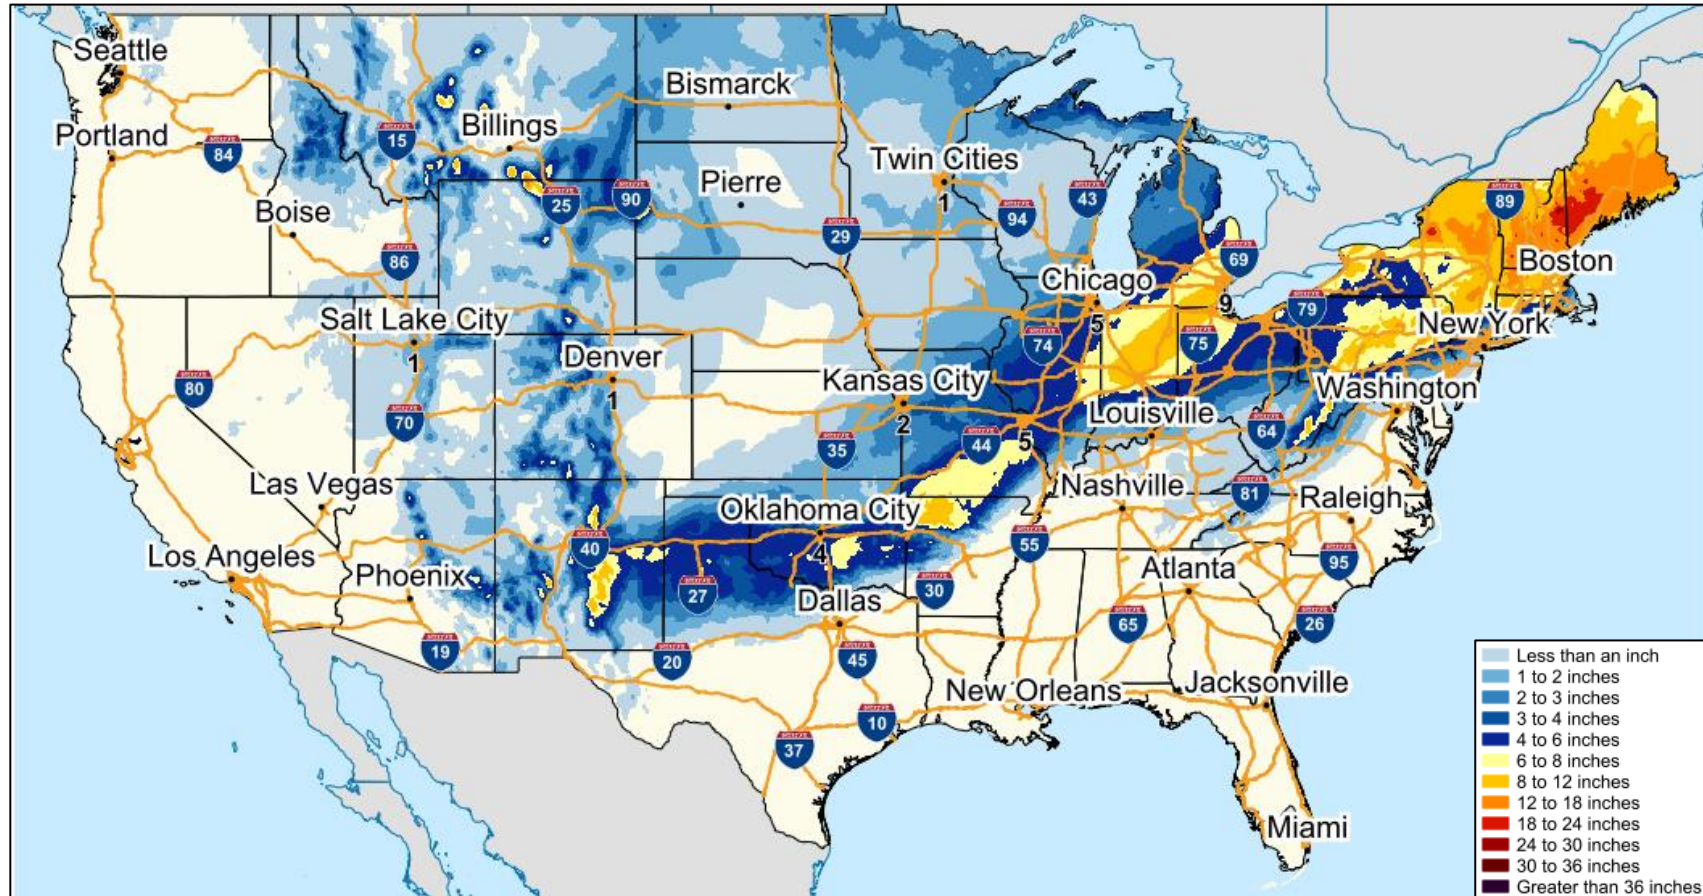 Seattle
Bismarck
Billings
Portland
15
84
Twin Cities
Pierre
1
25
90
43
89
Boise
94
29
86
69
Boston
Chicago
9
79
Salt Lake City
5
New York
74
75
1
Denver
80
Kansas City
Washington
1
70
2
Louisville
64
35
44
5
Las Vegas
Nashville
81
Raleigh
Oklahoma City
40
4
55
95
Los Angeles
Phoenix
Atlanta
27
30
Dallas
65
26
19
20
45
New Orleans
Jacksonville
10
37
Miami
Less than an inch
1 to 2 inches
2 to 3 inches
3 to 4 inches
4 to 6 inches
6 to 8 inches
8 to 12 inches
12 to 18 inches
18 to 24 inches
24 to 30 inches
30 to 36 inches
Greater than 36 inches